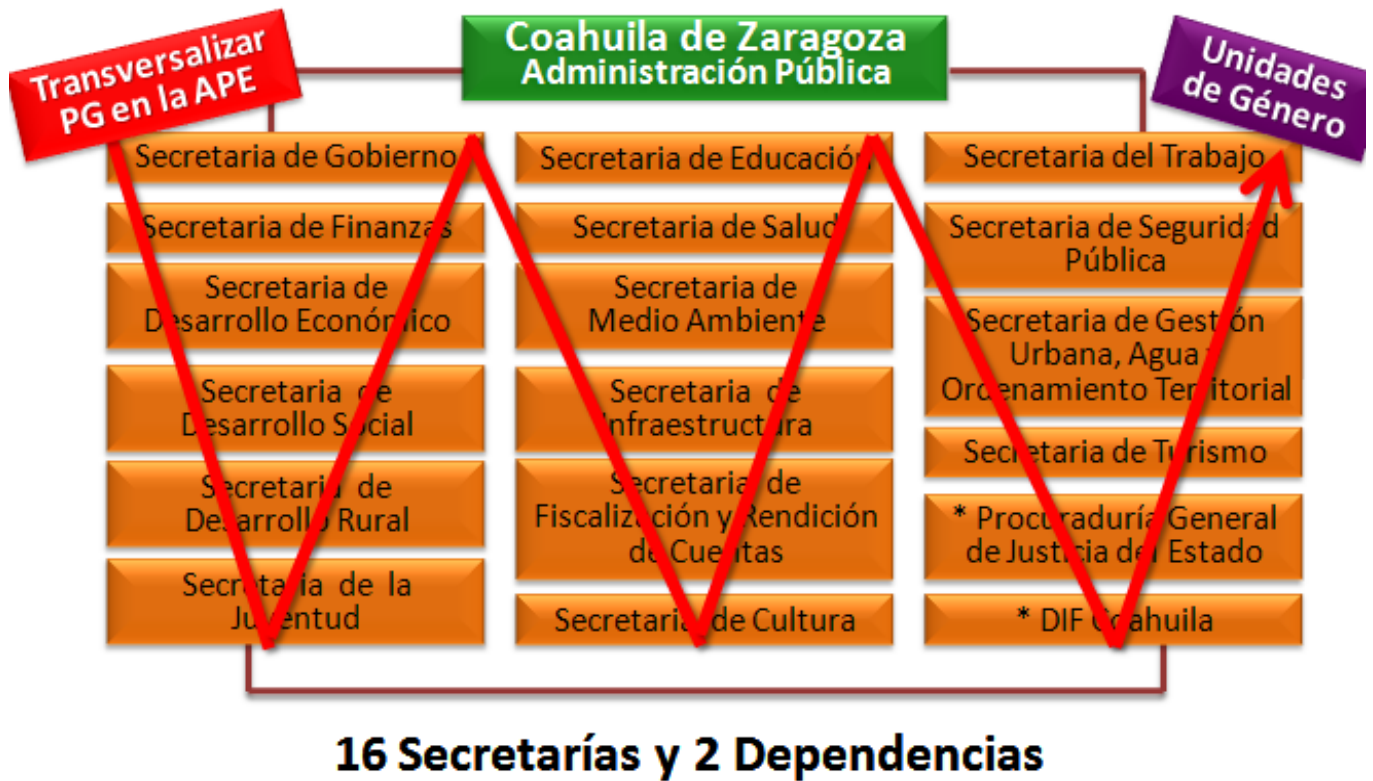 Transversalizar
PG en la APE
Coahuila de Zaragoza
Administración Pública
Unidades
de Género
Secretaria de Gobierno
Secretaria de Finanzas
Secretaria de
Desarrollo Económico
Secretaria de
Desarrollo Social
Secretaria de
Desarrollo Rural
Secretaria de la
Juventud
Secretaria de Educación
Secretaria de Salud
Secretaria de
Medio Ambiente
Secretaria de
Infraestructura
Secretaria de
Fiscalización y Rendición
de Cuentas
Secretaria de Cultura
Secretaria del Trabajo
Secretaria de Seguridad
Pública
Secretaria de Gestión
Urbana, Agua
Ordenamiento Territorial
Secretaria de Turismo
* Procuraduría General
de Justicia del Estado
* DIF Coahuila
16 Secretarías y 2 Dependencias